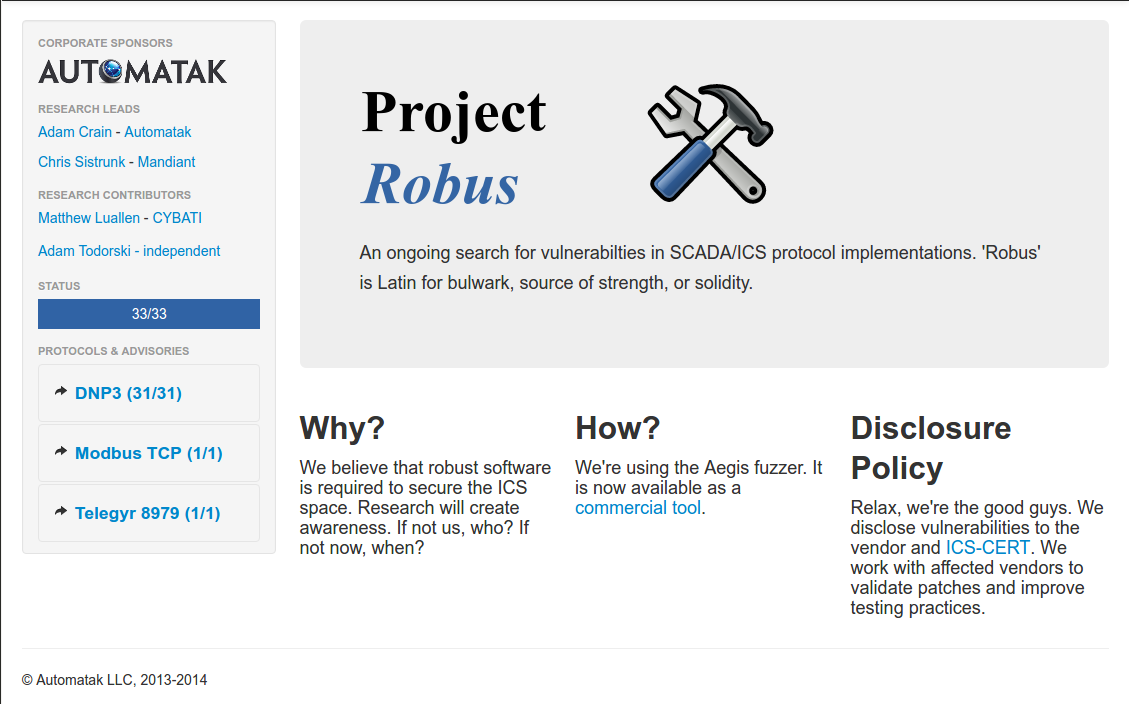 CORPORATE SPONSORS
AUTOMATAK
RESEARCH LEADS
Adam Crain - Automatak
Chris Sistrunk - Mandiant
RESEARCH CONTRIBUTORS
Matthew Luallen - CYBATI
Adam Todorski - independent
STATUS
33/33
PROTOCOLS & ADVISORIES
DNP3 (31/31)
Modbus TCP (1/1)
Telegyr 8979 (1/1)
Project
Robus
An ongoing search for vulnerabilties in SCADA/ICS protocol implementations. 'Robus'
is Latin for bulwark, source of strength, or solidity.
Why?
We believe that robust software
is required to secure the ICS
space. Research will create
awareness. If not us, who? If
not now, when?
How?
We're using the Aegis fuzzer. It
is now available as a
commercial tool.
Disclosure
Policy
Relax, we're the good guys. We
disclose vulnerabilities to the
vendor and ICS-CERT. We
work with affected vendors to
validate patches and improve
testing practices.
© Automatak LLC, 2013-2014